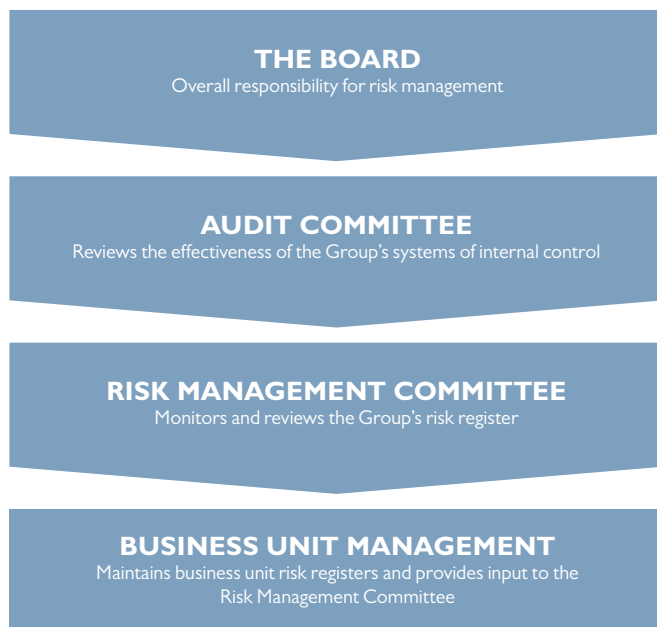 THE BOARD
Overall responsibility for risk management
AUDIT COMMITTEE
Reviews the effectiveness of the Group’s systems of internal control
RISK MANAGEMENT COMMITTEE
Monitors and reviews the Group’s risk register
BUSINESS UNIT MANAGEMENT
Maintains business unit risk registers and provides input to the
Risk Management Committee